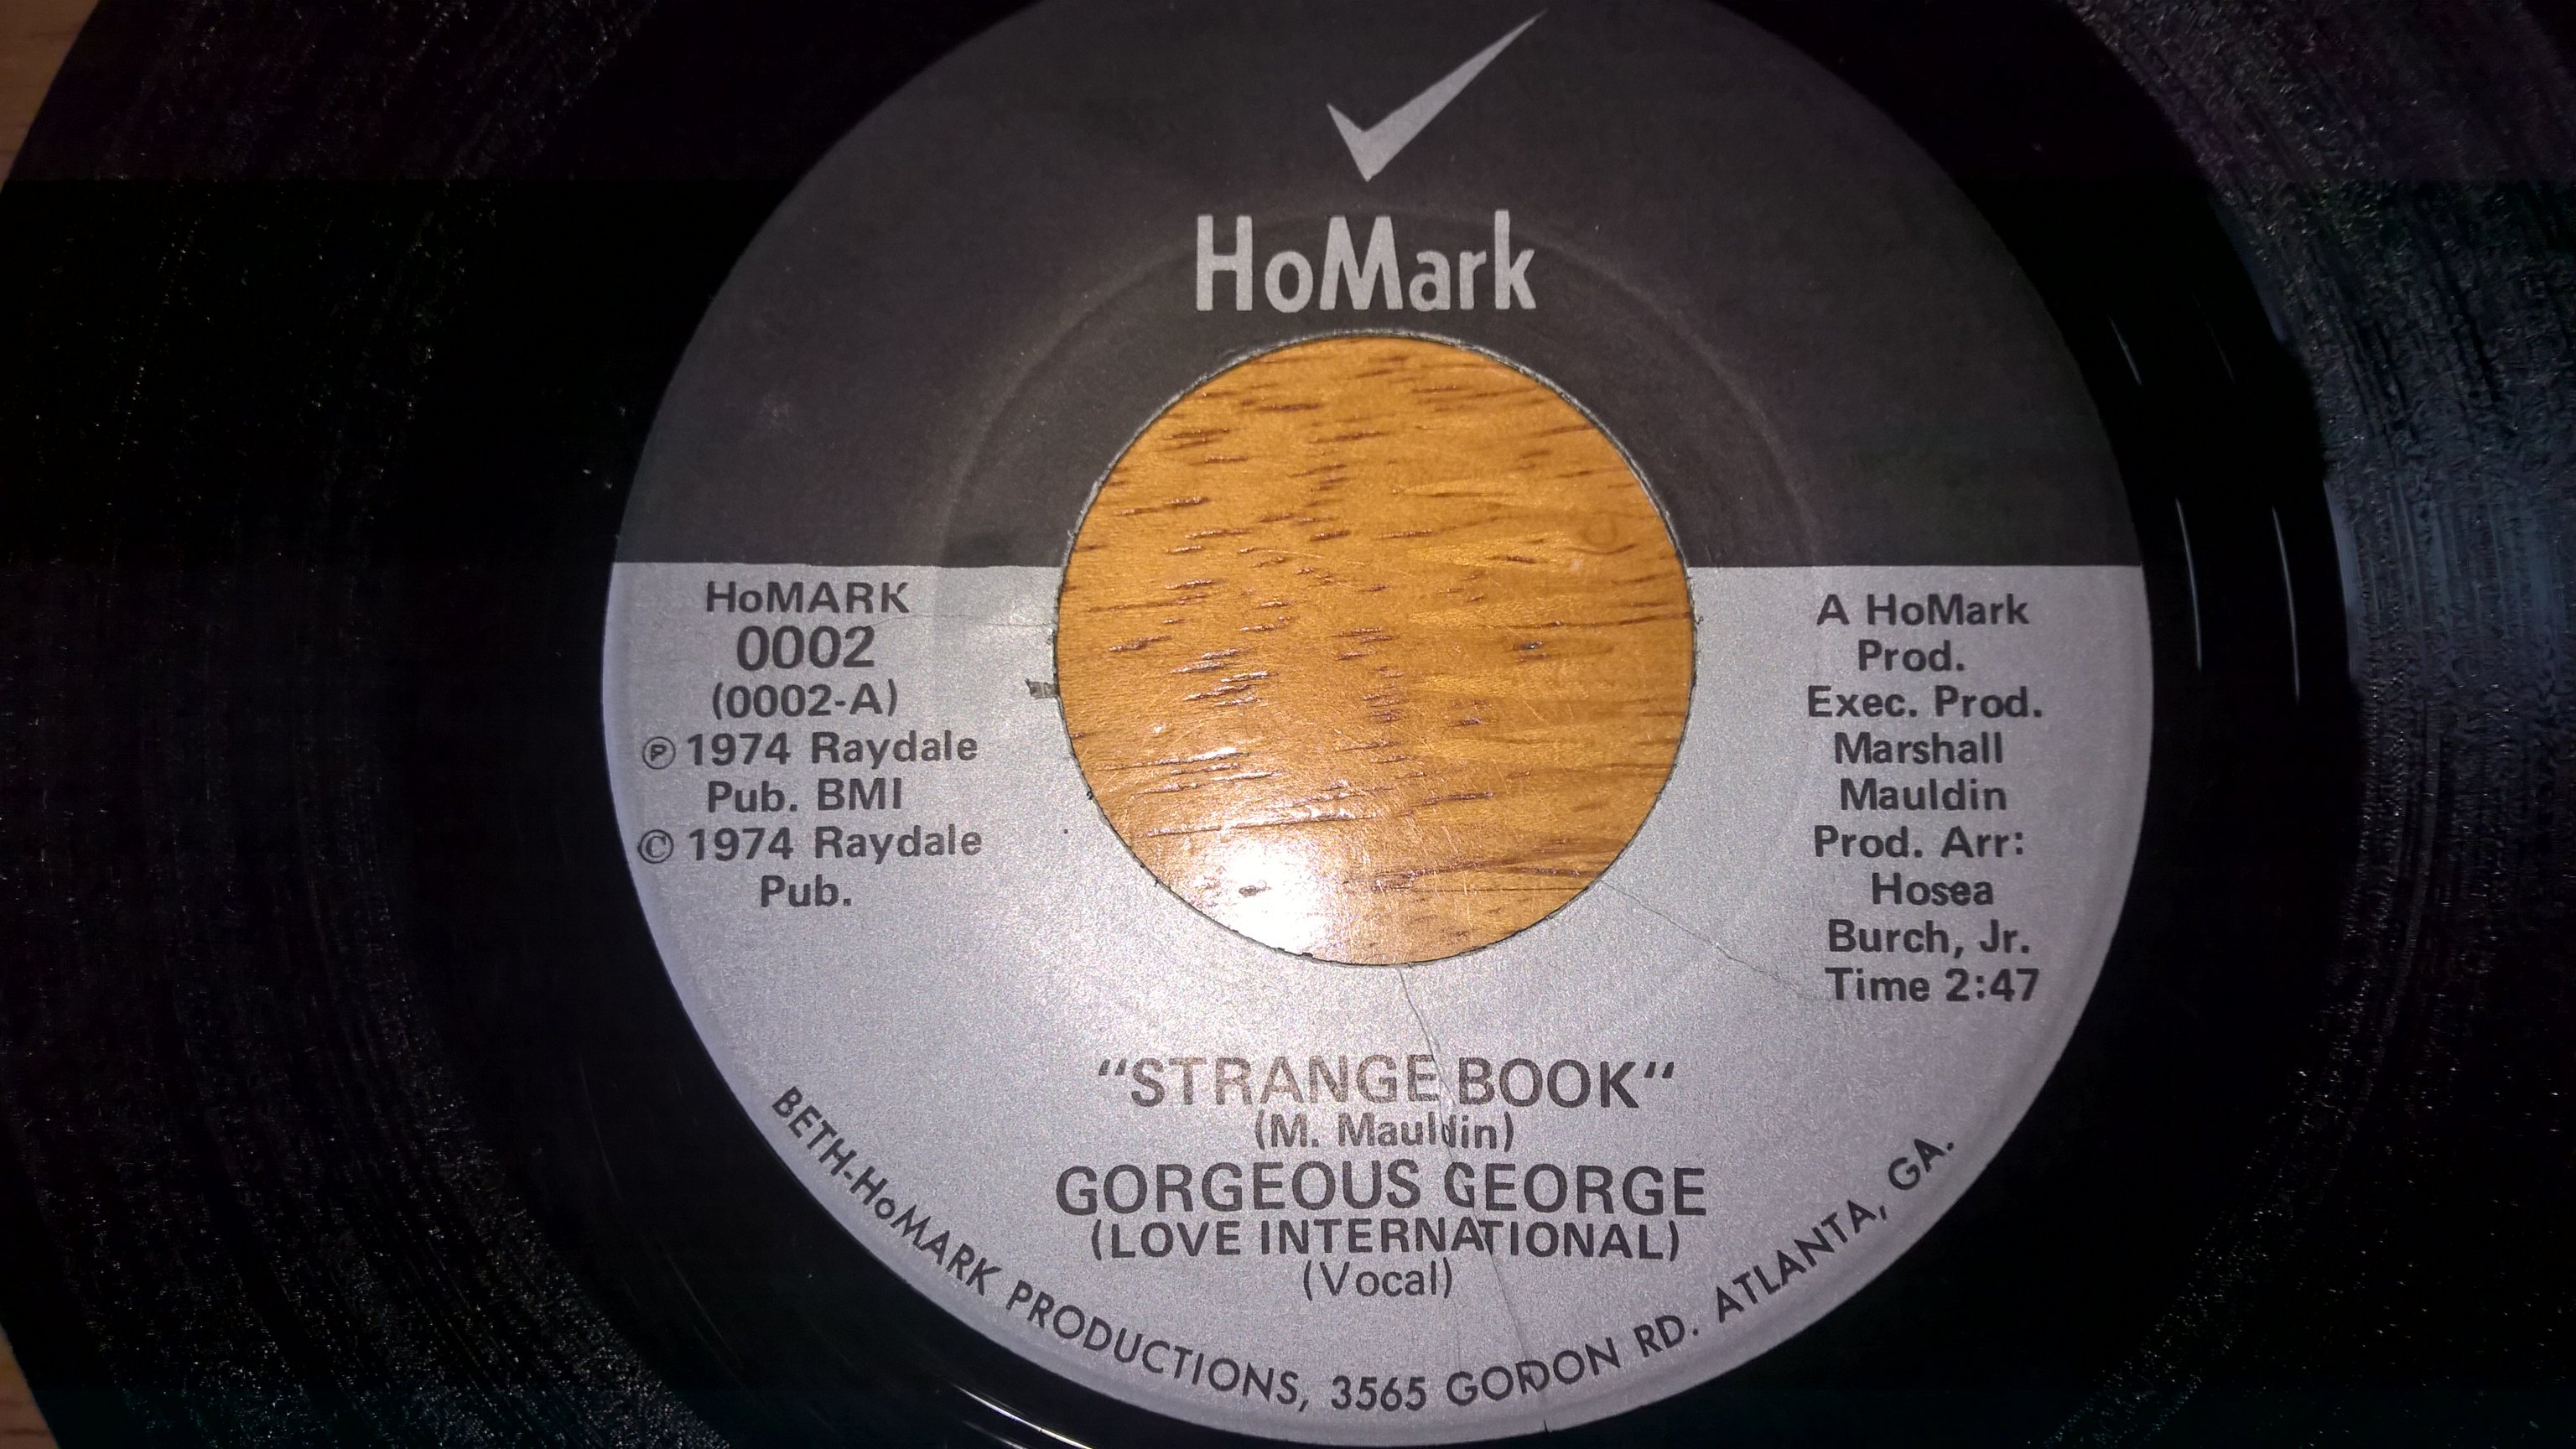 HoMark
HoMARK
0002
(0002-A)
℗ 1974 Raydale
Pub. BMI
© 1974 Raydale
Pub.
A HoMark
Prod.
Exec. Prod.
Marshall
Mauldin
Prod. Arr:
Hosea
Burch, Jr.
Time 2:47
“STRANGE BOOK“
(M. Mauldin)
GORGEOUS GEORGE
(LOVE INTERNATIONAL)
(Vocal)
BETH-HoMARK PRODUCTIONS, 3565 GORDON RD. ATLANTA, GA.